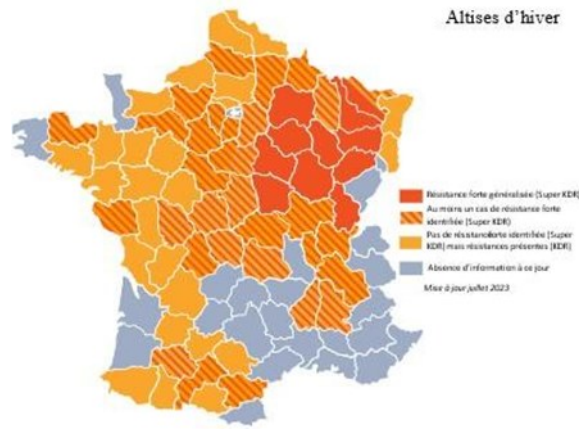 Altises d'hiver
Résistance forte généralisée (Super KDR)
Au moins un cas de résistance forte
identifiée (Super KDR)
Pas de résistanceforte identifiée (Super
KDR) mais résistances présentes (KDR)
Absence d'information à ce jour
Mise à jour juillet 2023